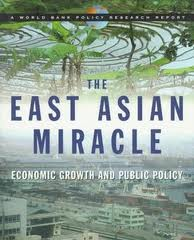 A WORLD BANK POLICY RESEARCH REPORT
THE
EAST ASIAN
MIRACLE
ECONOMIC GROWTH AND PUBLIC POLICY